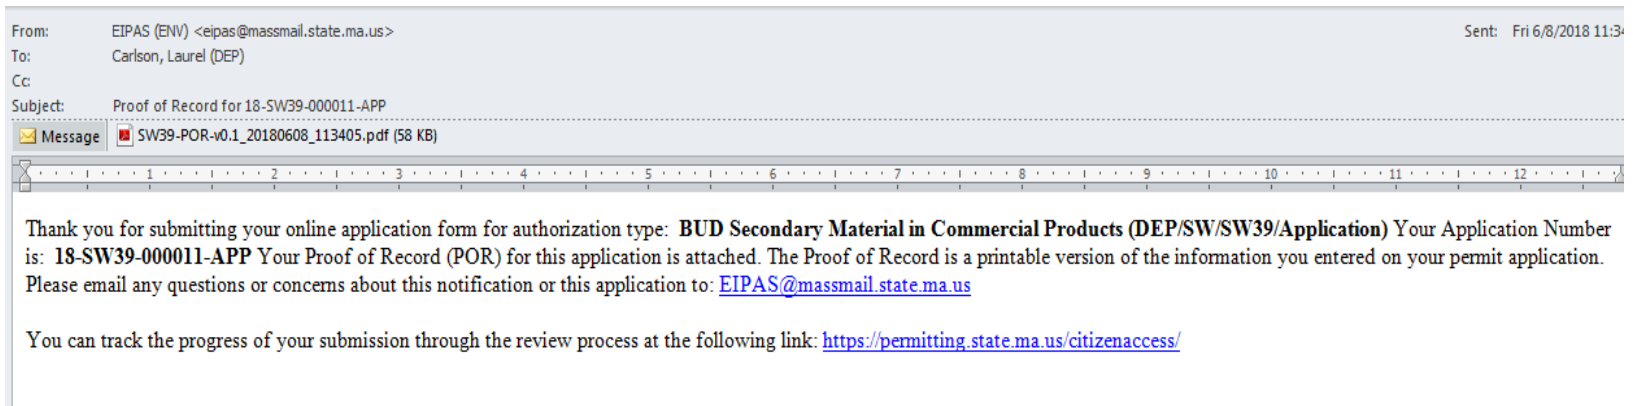 From: EIPAS (ENV) <eipas@massmail.state.ma.us> Sent: Fri 6/8/2018 11:34
To: Carlson, Laurel (DEP)
Cc:
Subject: Proof of Record for 18-SW39-000011-APP
Message SW39-POR-v0.1_20180608_113405.pdf (58 KB)
1 2 3 4 5 6 7 8 9 10 11 12
Thank you for submitting your online application form for authorization type: BUD Secondary Material in Commercial Products (DEP/SW/SW39/Application) Your Application Number
is: 18-SW39-000011-APP Your Proof of Record (POR) for this application is attached. The Proof of Record is a printable version of the information you entered on your permit application.
Please email any questions or concerns about this notification or this application to: EIPAS@massmail.state.ma.us
You can track the progress of your submission through the review process at the following link: https://permitting.state.ma.us/citizenaccess/